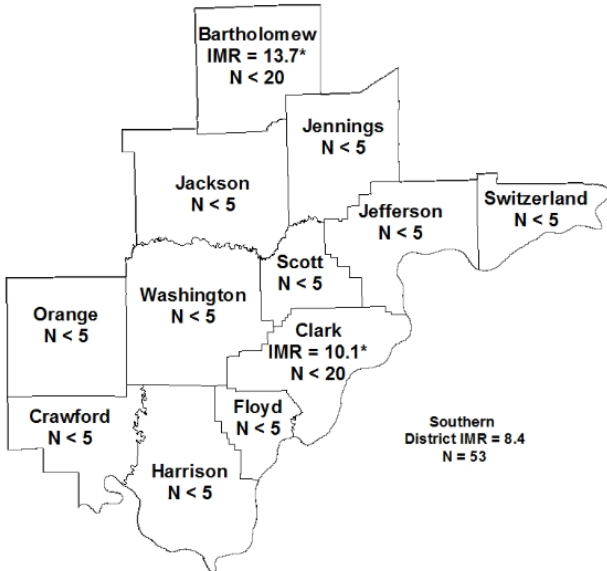 Bartholomew
IMR = 13.7*
N < 20
Jennings
N < 5
Jackson
N < 5
Jefferson
N < 5
Switzerland
N < 5
Scott
N < 5
Washington
N < 5
Orange
N < 5
Clark
IMR = 10.1*
N < 20
Crawford
N < 5
Floyd
N < 5
Harrison
N < 5
Southern
District IMR = 8.4
N = 53